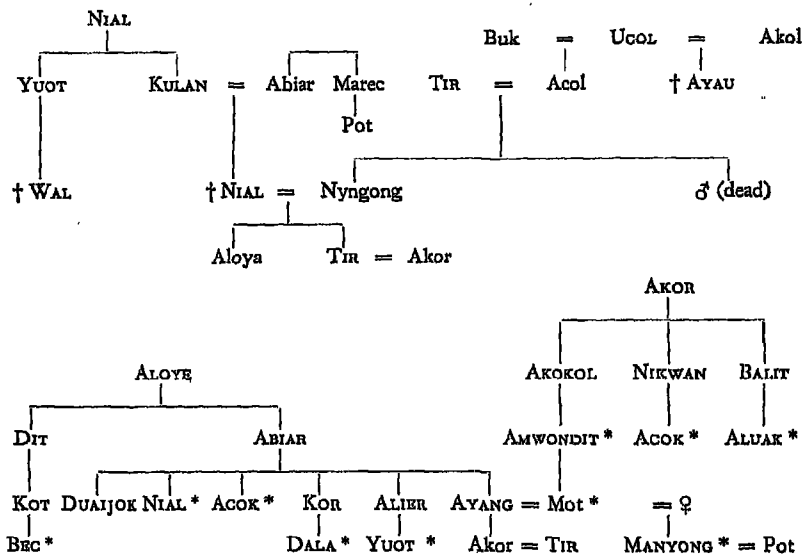 NIAL
Buk = UGOL = Akol
YUOT KULAN = Abiar Marec TIR = Acol † AYAU
Pot
† WAL † NIAL = Nyngong ♂ (dead)
Aloya TIR = Akor
AKOR
ALOYE AKOKOL NIKWAN BALIT
DIT ABIAR AMWONDIT * ACOK * ALUAK *
KOT DUAIJOK NIAL * ACOK * KOR ALIER AYANG = MOT * = ♀
BEC * DALA * YUOT * Akor = TIR MANYONG * = Pot